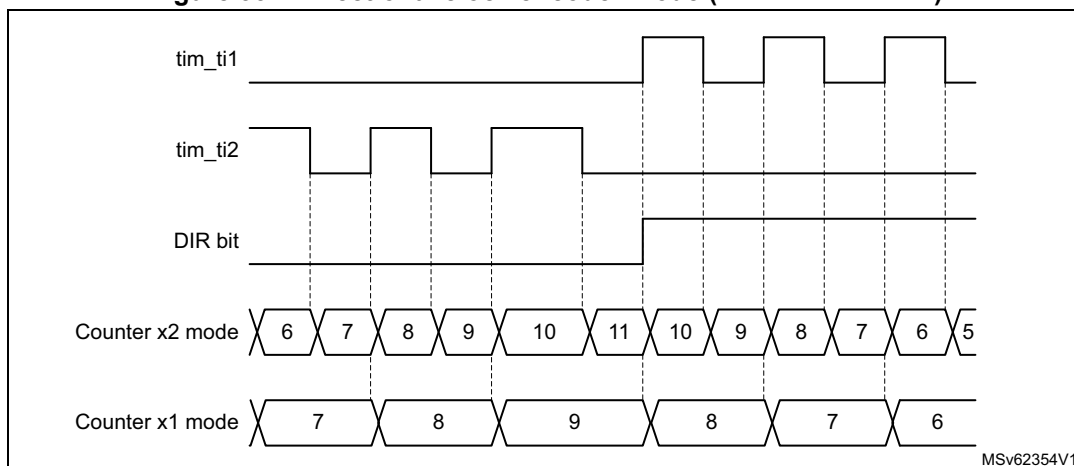 tim_ti1
tim_ti2
DIR bit
Counter x2 mode 6 7 8 9 10 11 10 9 8 7 6 5
Counter x1 mode 7 8 9 8 7 6
MSv62354V1